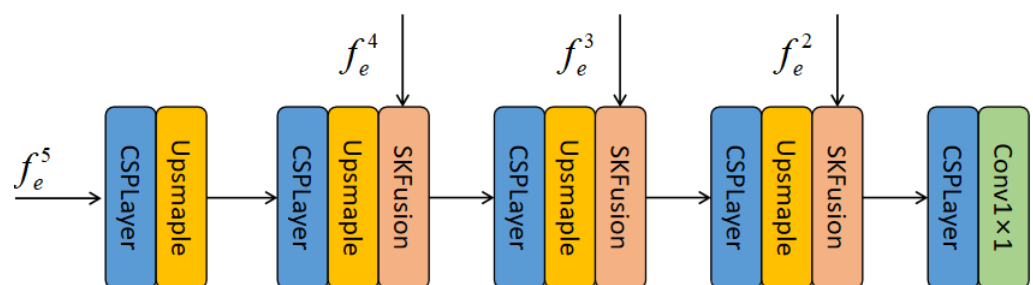 f_e^5
CSPLayer
Upsmaple
CSPLayer
Upsmaple
f_e^4
SKFusion
CSPLayer
Upsmaple
f_e^3
SKFusion
CSPLayer
Upsmaple
f_e^2
SKFusion
CSPLayer
Conv1×1